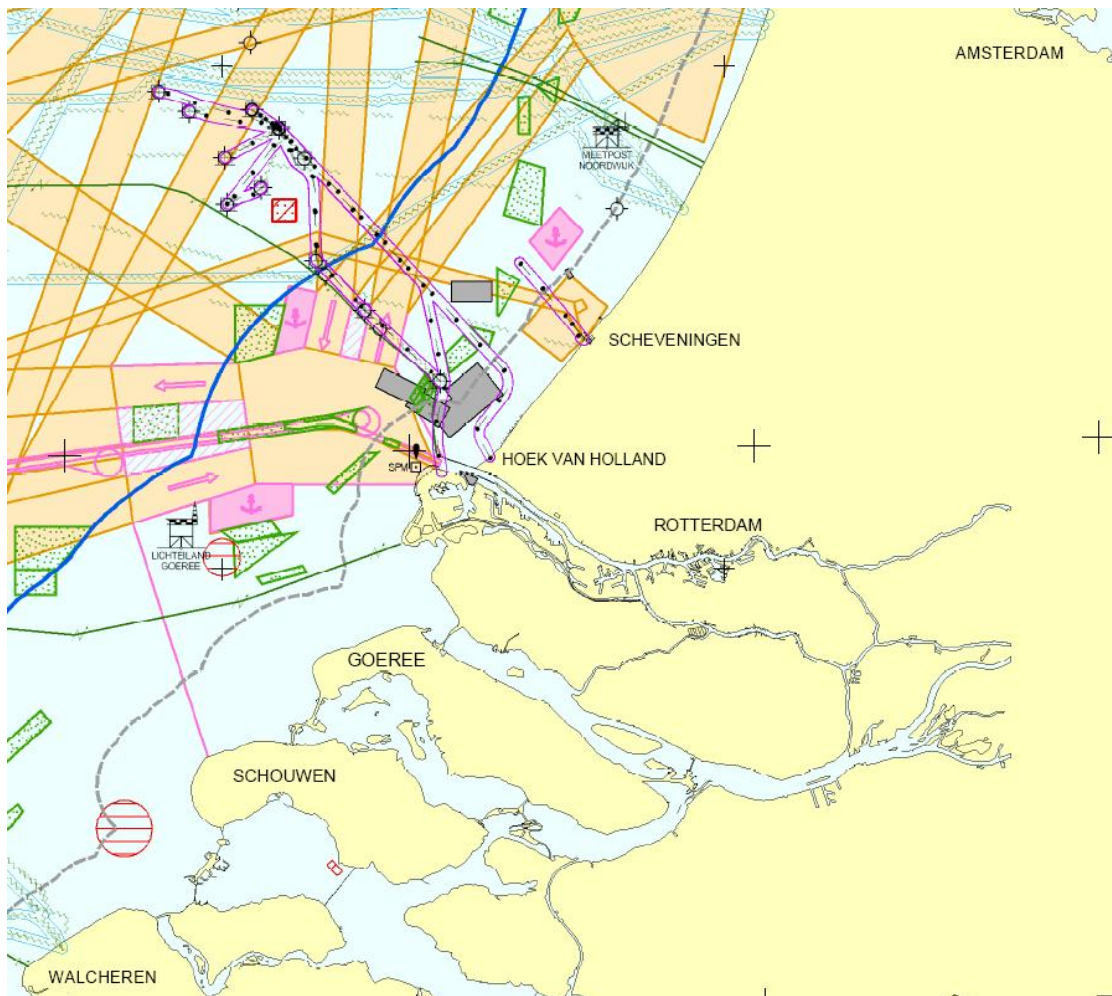 AMSTERDAM
MEETPOST
NOORDWIJK
SCHEVENINGEN
HOEK VAN HOLLAND
SPM
ROTTERDAM
LICHTEILAND
GOEREE
GOEREE
SCHOUWEN
WALCHEREN